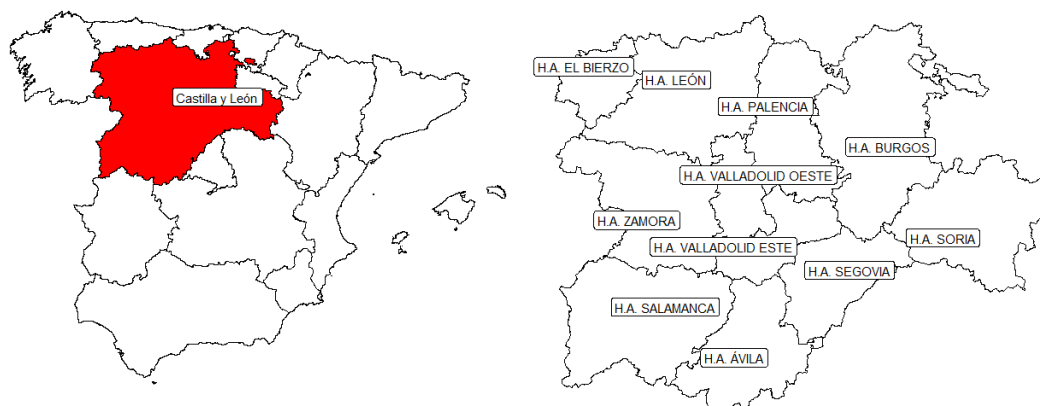 Castilla y León
H.A. EL BIERZO
H.A. LEÓN
H.A. PALENCIA
H.A. BURGOS
H.A. VALLADOLID OESTE
H.A. ZAMORA
H.A. VALLADOLID ESTE
H.A. SORIA
H.A. SEGOVIA
H.A. SALAMANCA
H.A. ÁVILA